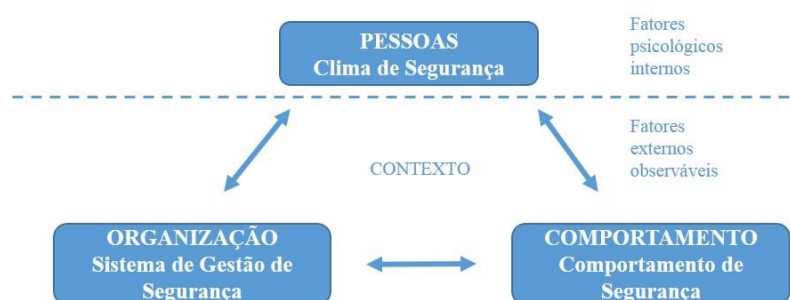 PESSOAS
Clima de Segurança
Fatores
psicológicos
internos
Fatores
externos
observáveis
CONTEXTO
ORGANIZAÇÃO
Sistema de Gestão de
Segurança
COMPORTAMENTO
Comportamento de
Segurança